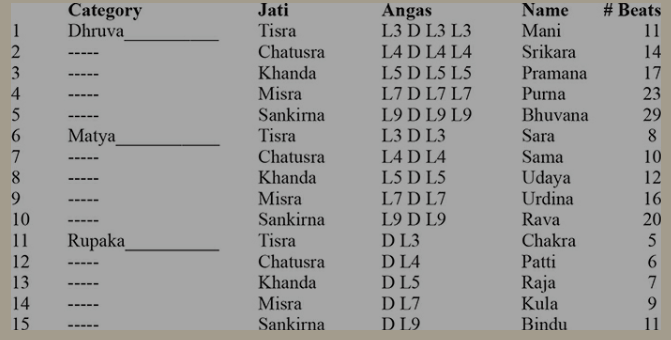 Category Jati Angas Name # Beats
1 Dhruva__________ Tisra L3 D L3 L3 Mani 11
2 ----- Chatusra L4 D L4 L4 Srikara 14
3 ----- Khanda L5 D L5 L5 Pramana 17
4 ----- Misra L7 D L7 L7 Purna 23
5 ----- Sankirna L9 D L9 L9 Bhuvana 29
6 Matya___________ Tisra L3 D L3 Sara 8
7 ----- Chatusra L4 D L4 Sama 10
8 ----- Khanda L5 D L5 Udaya 12
9 ----- Misra L7 D L7 Urdina 16
10 ----- Sankirna L9 D L9 Rava 20
11 Rupaka__________ Tisra D L3 Chakra 5
12 ----- Chatusra D L4 Patti 6
13 ----- Khanda D L5 Raja 7
14 ----- Misra D L7 Kula 9
15 ----- Sankirna D L9 Bindu 11